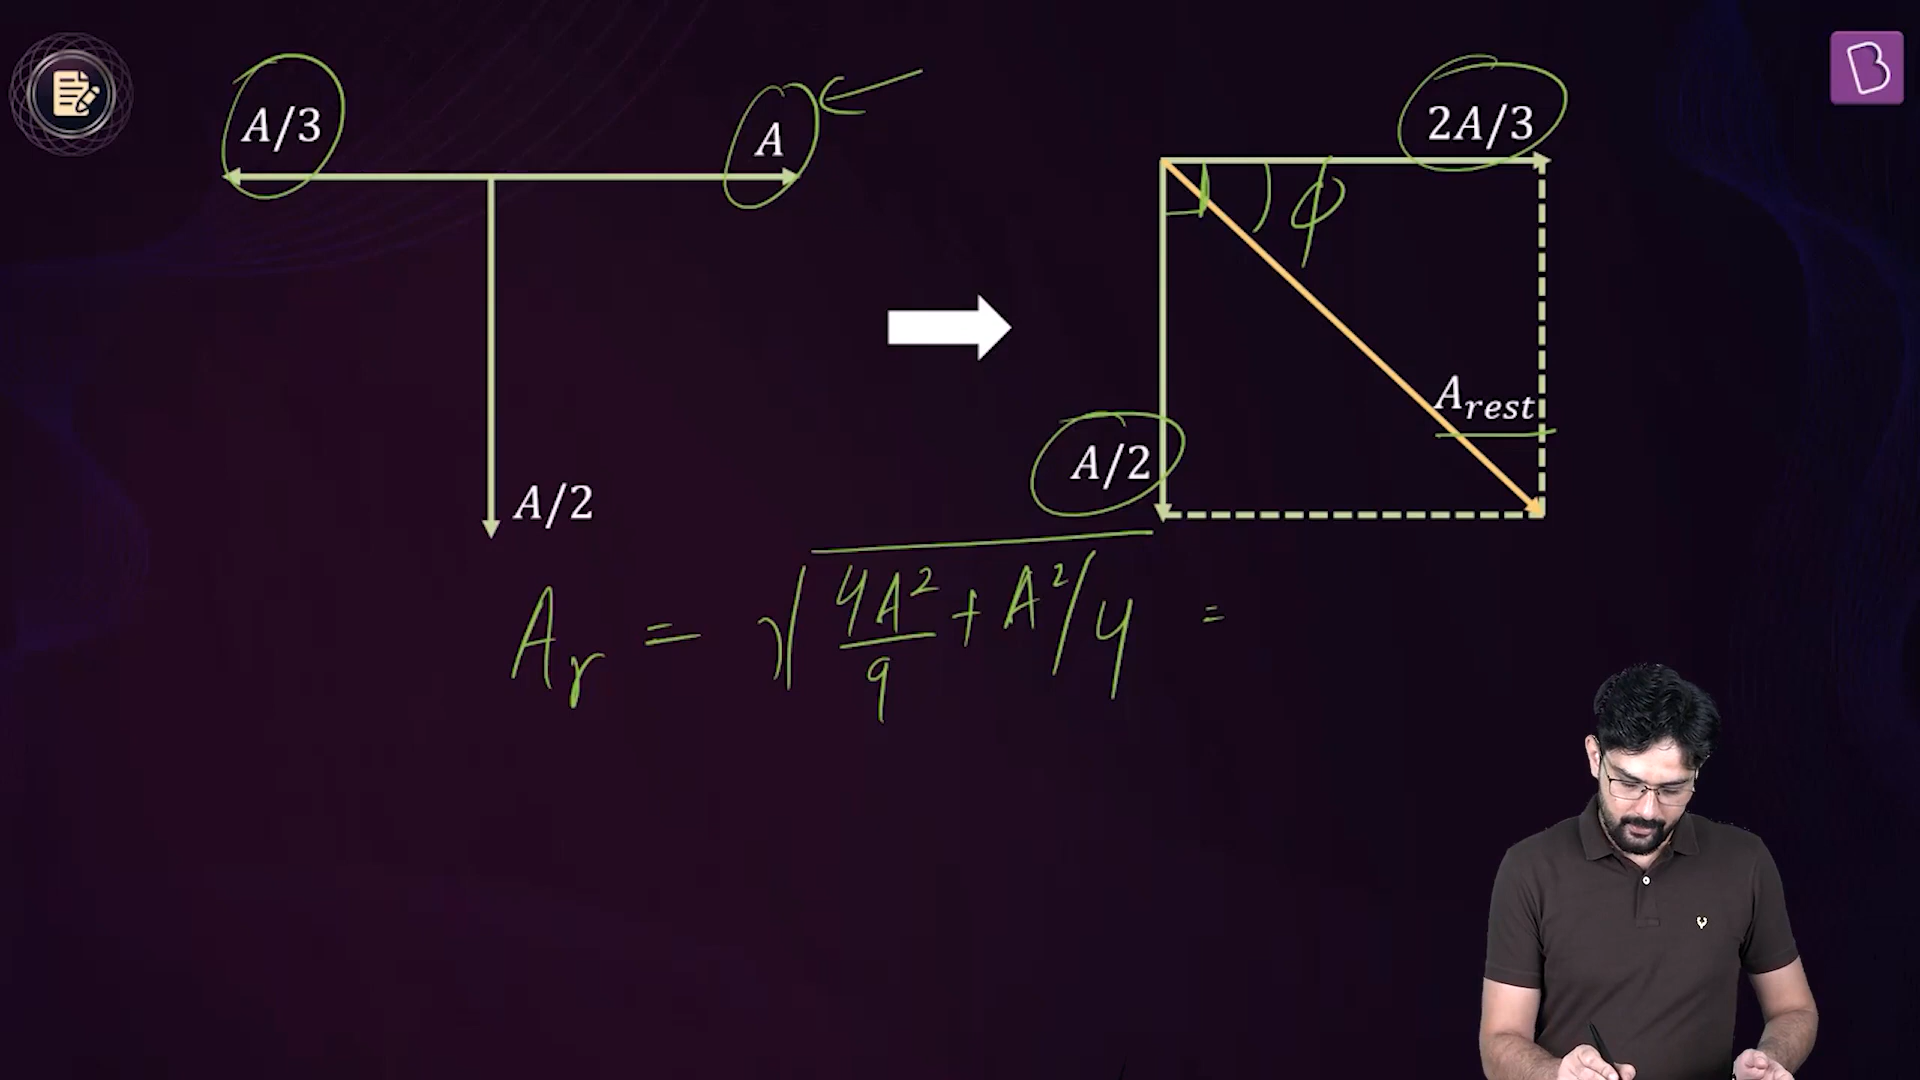 A/3
A
2A/3
ϕ
A_rest
A/2
A/2
A_r = √(4A²/9 + A²/4) =
B